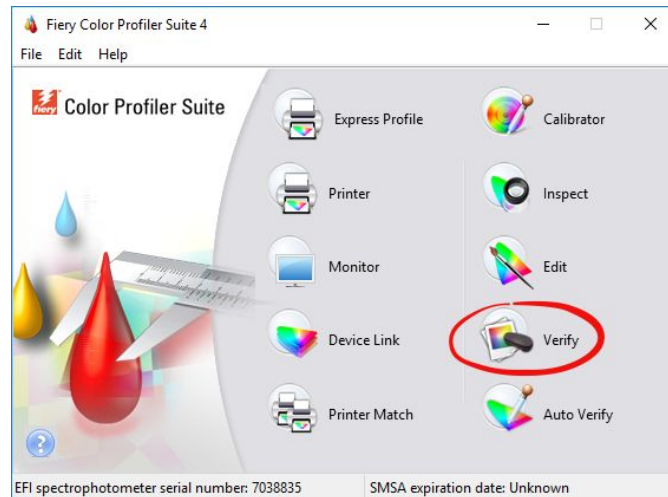 Fiery Color Profiler Suite 4
File Edit Help
fiery Color Profiler Suite
Express Profile
Calibrator
Printer
Inspect
Monitor
Edit
Device Link
Verify
Printer Match
Auto Verify
?
EFI spectrophotometer serial number: 7038835
SMSA expiration date: Unknown